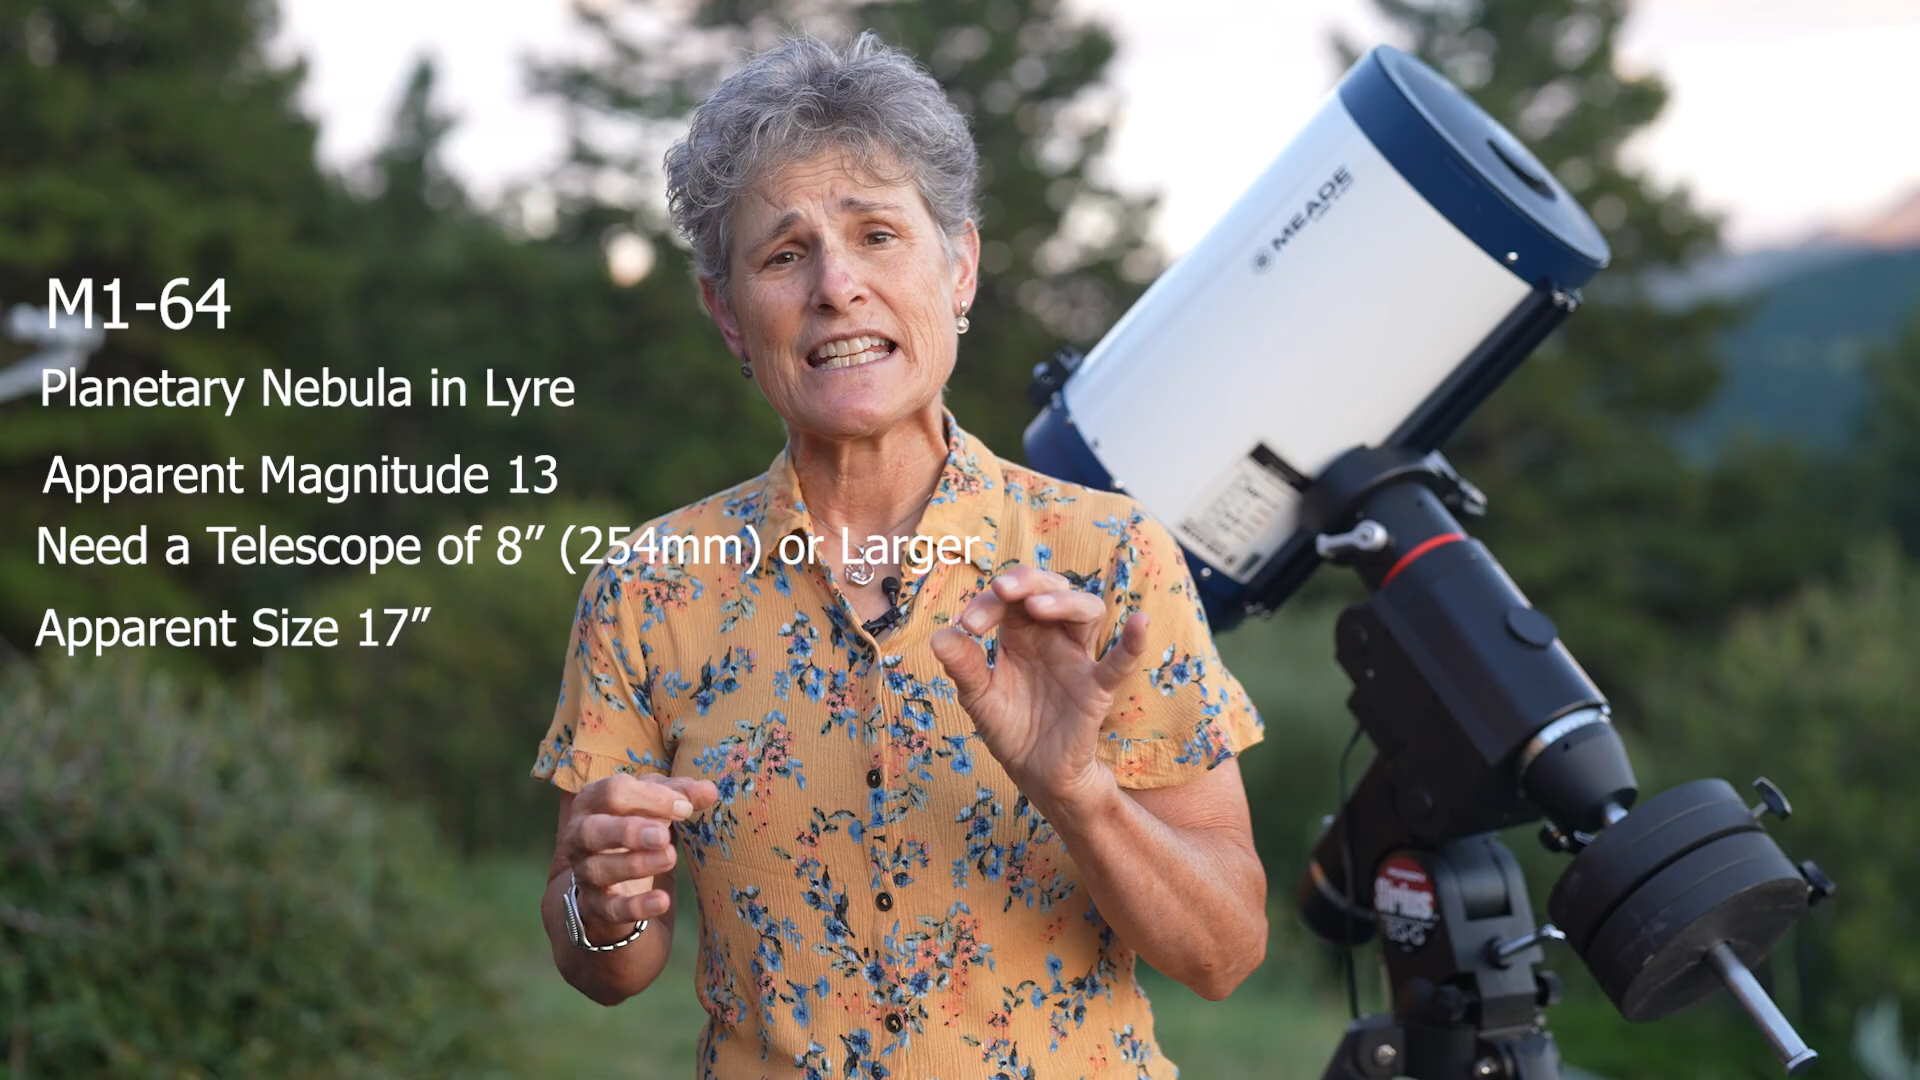 M1-64
Planetary Nebula in Lyre
Apparent Magnitude 13
Need a Telescope of 8” (254mm) or Larger
Apparent Size 17”
MEADE
Sirius